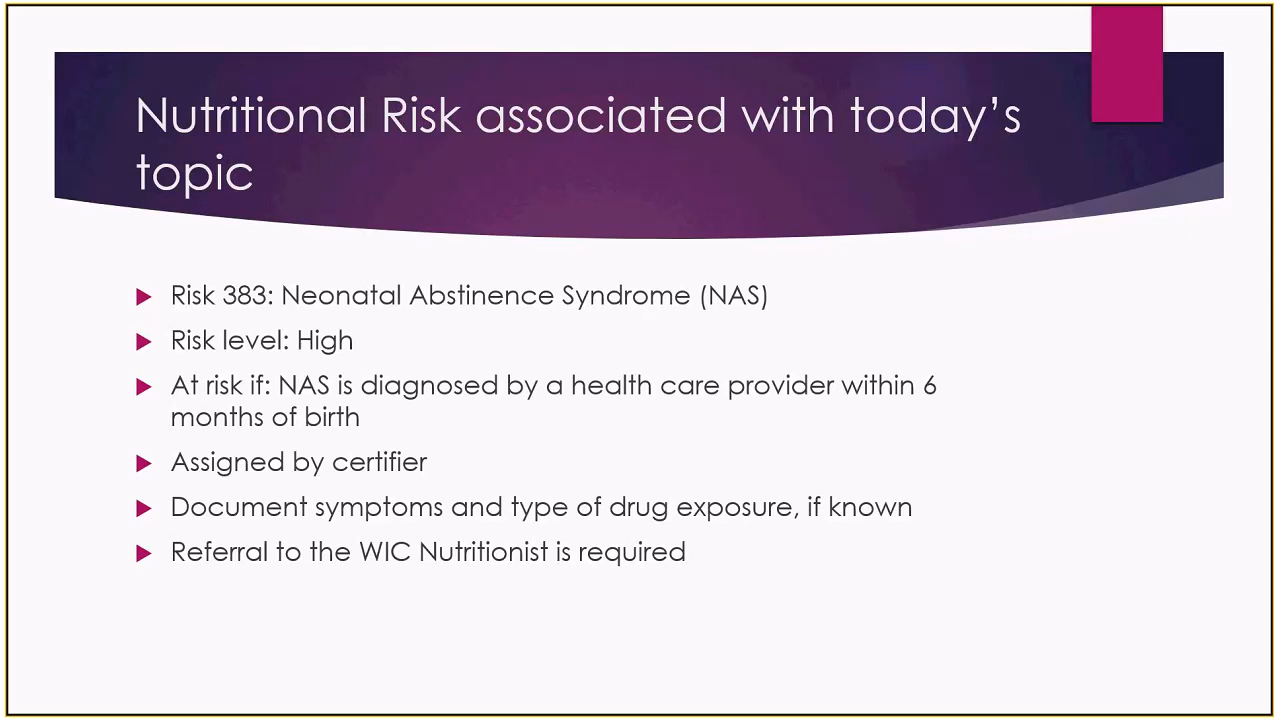 Nutritional Risk associated with today’s
topic
Risk 383: Neonatal Abstinence Syndrome (NAS)
Risk level: High
At risk if: NAS is diagnosed by a health care provider within 6
months of birth
Assigned by certifier
Document symptoms and type of drug exposure, if known
Referral to the WIC Nutritionist is required